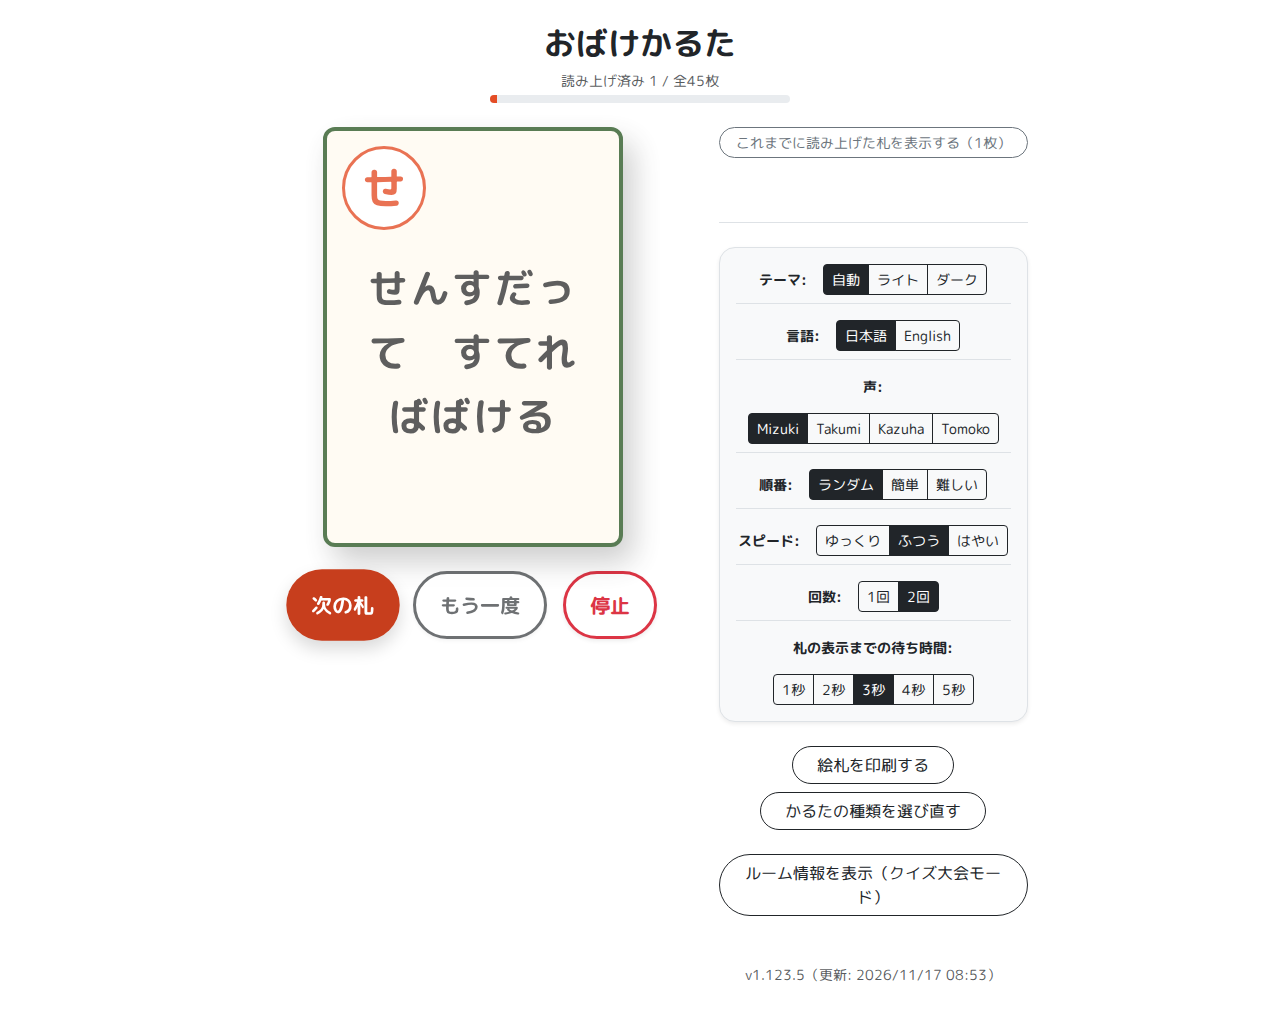 おばけかるた
読み上げ済み 1 / 全45枚
せ
せんすだっ
て　すてれ
ばばける
次の札
もう一度
停止
これまでに読み上げた札を表示する（1枚）
テーマ: 自動 ライト ダーク
言語: 日本語 English
声:
Mizuki Takumi Kazuha Tomoko
順番: ランダム 簡単 難しい
スピード: ゆっくり ふつう はやい
回数: 1回 2回
札の表示までの待ち時間:
1秒 2秒 3秒 4秒 5秒
絵札を印刷する
かるたの種類を選び直す
ルーム情報を表示（クイズ大会モー
ド）
v1.123.5（更新: 2026/11/17 08:53）